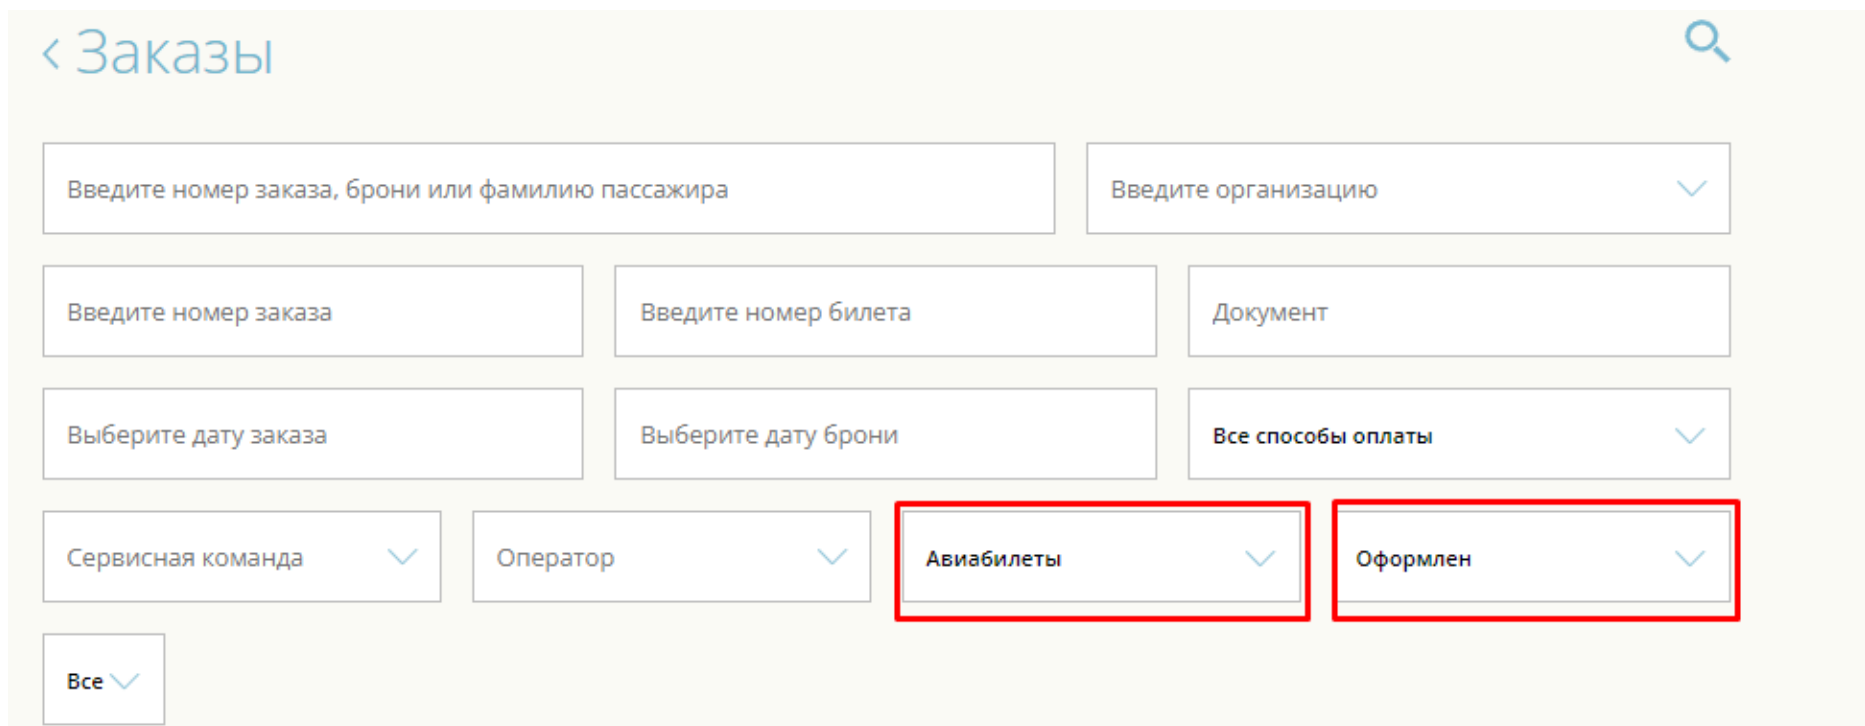 Заказы
Введите номер заказа, брони или фамилию пассажира
Введите организацию
Введите номер заказа
Введите номер билета
Документ
Выберите дату заказа
Выберите дату брони
Все способы оплаты
Сервисная команда
Оператор
Авиабилеты
Оформлен
Все